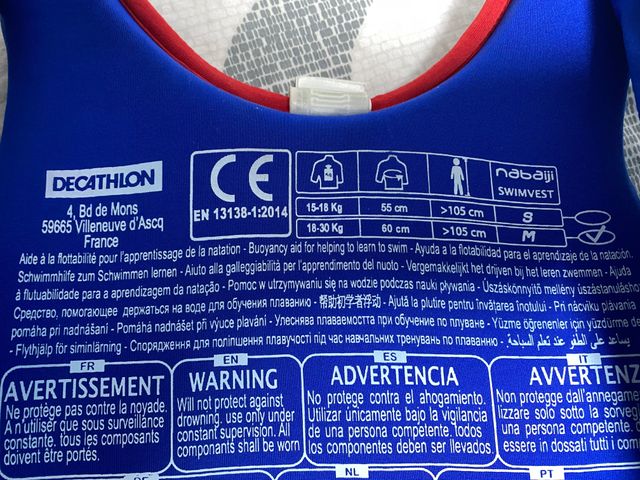 DECATHLON
4, Bd de Mons
59665 Villeneuve d'Ascq
France
CE
EN 13138-1:2014
nabaiji
SWIMVEST
15-18 Kg 55 cm >105 cm S
18-30 Kg 60 cm >105 cm M
Aide à la flottabilité pour l'apprentissage de la natation - Buoyancy aid for helping to learn to swim - Ayuda a la flotabilidad para el aprendizaje de la natación.
Schwimmhilfe zum Schwimmen lernen - Aiuto alla galleggiabilità per l'apprendimento del nuoto - Vergemakkelijkt het drijven bij het leren zwemmen - Ajuda
á flutuabilidade para a aprendizagem da natação - Pomoc w utrzymywaniu się na wodzie podczas nauki pływania - Úszáskönnyítő mellény úszástanuláshoz
Средство, помогающее держаться на воде для обучения плаванию - 帮助初学者浮动 - Ajută la plutire pentru învățarea înotului - Při nácviku plávání
pomáha pri nadnášaní - Pomáhá nadnášet při výuce plavání - Улеснява плаваемостта при обучение по плуване - Yüzme öğrenenler için yüzdürme
- Flythjälp för siminlärning - Спорядження для поліпшення плавучості під час навчальних тренувань по плаванню - يساعد على الطفو عند تعلم السباحة.
FR
AVERTISSEMENT
Ne protège pas contre la noyade.
A n'utiliser que sous surveillance
constante. tous les composants
doivent être portés.
EN
WARNING
Will not protect against
drowning. use only under
constant supervision. All
components shall be worn
ES
ADVERTENCIA
No protege contra el ahogamiento.
Utilizar únicamente bajo la vigilancia
de una persona competente. Todos
los componentes deben ser llevados.
IT
AVVERTENZ
Non protegge dall'annegame
lizzare solo sotto la sorve
una persona competente.
essere in dossati tutti i com
NL
PT